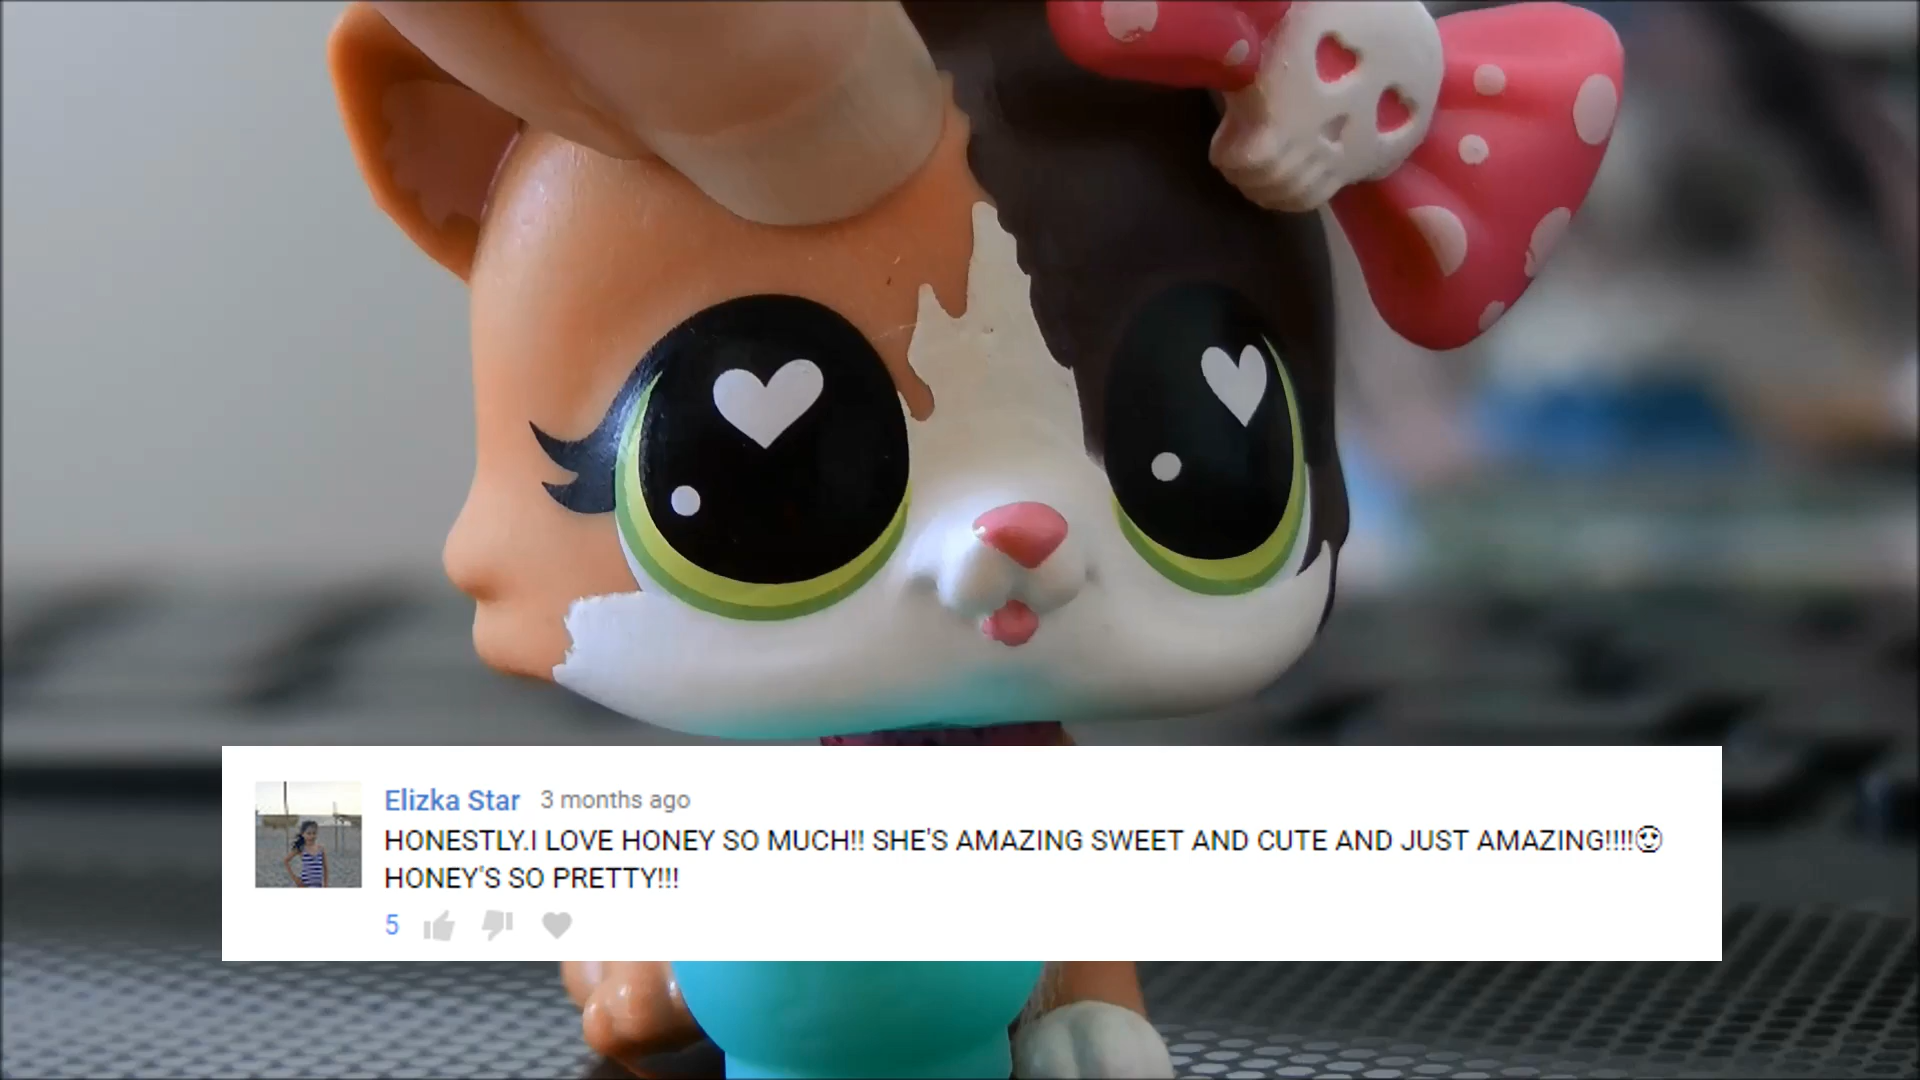 Elizka Star 3 months ago
HONESTLY.I LOVE HONEY SO MUCH!! SHE'S AMAZING SWEET AND CUTE AND JUST AMAZING!!!!😍
HONEY'S SO PRETTY!!!
5